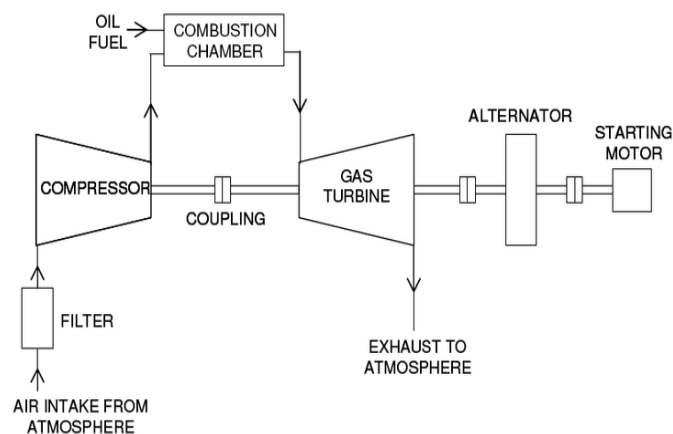 OIL
FUEL
COMBUSTION
CHAMBER
ALTERNATOR
STARTING
MOTOR
COMPRESSOR
COUPLING
GAS
TURBINE
FILTER
EXHAUST TO
ATMOSPHERE
AIR INTAKE FROM
ATMOSPHERE